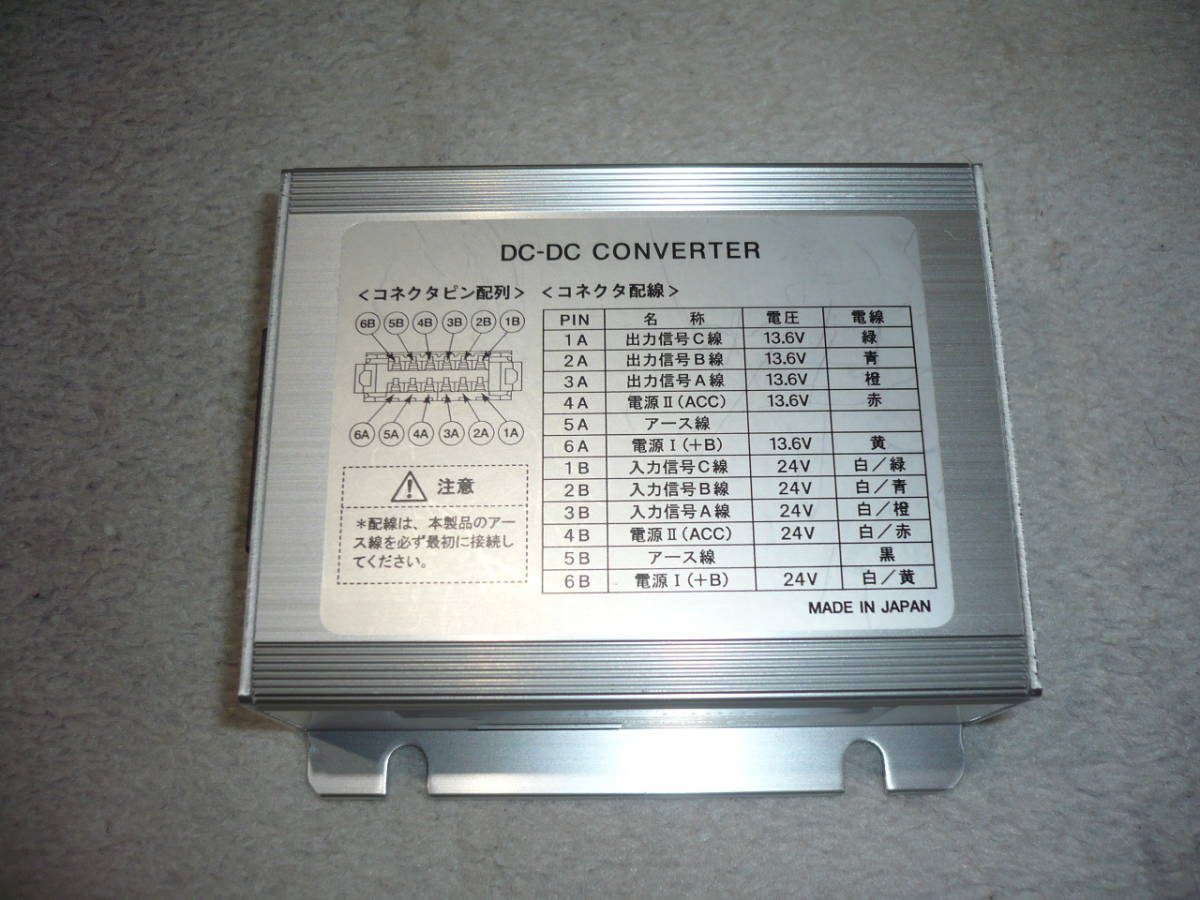 DC-DC CONVERTER
<コネクタピン配列>
6B 5B 4B 3B 2B 1B
6A 5A 4A 3A 2A 1A
注意
*配線は、本製品のアー
ス線を必ず最初に接続し
てください。
<コネクタ配線>
PIN 名 称 電圧 電線
1A 出力信号C線 13.6V 緑
2A 出力信号B線 13.6V 青
3A 出力信号A線 13.6V 橙
4A 電源Ⅱ(ACC) 13.6V 赤
5A アース線
6A 電源Ⅰ(+B) 13.6V 黄
1B 入力信号C線 24V 白/緑
2B 入力信号B線 24V 白/青
3B 入力信号A線 24V 白/橙
4B 電源Ⅱ(ACC) 24V 白/赤
5B アース線 黒
6B 電源Ⅰ(+B) 24V 白/黄
MADE IN JAPAN